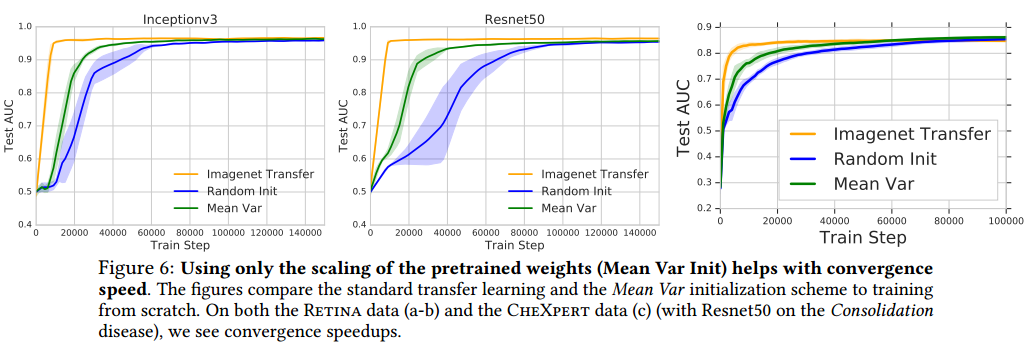 Inceptionv3
1.0
0.9
0.8
0.7
0.6
0.5
0.4
Test AUC
0 20000 40000 60000 80000 100000 120000 140000
Train Step
Imagenet Transfer
Random Init
Mean Var
Resnet50
1.0
0.9
0.8
0.7
0.6
0.5
0.4
Test AUC
0 20000 40000 60000 80000 100000 120000 140000
Train Step
Imagenet Transfer
Random Init
Mean Var
0.9
0.8
0.7
0.6
0.5
0.4
0.3
0.2
Test AUC
0 20000 40000 60000 80000 100000
Train Step
Imagenet Transfer
Random Init
Mean Var
Figure 6: Using only the scaling of the pretrained weights (Mean Var Init) helps with convergence
speed. The figures compare the standard transfer learning and the Mean Var initialization scheme to training
from scratch. On both the RETINA data (a-b) and the CHEXPERT data (c) (with Resnet50 on the Consolidation
disease), we see convergence speedups.